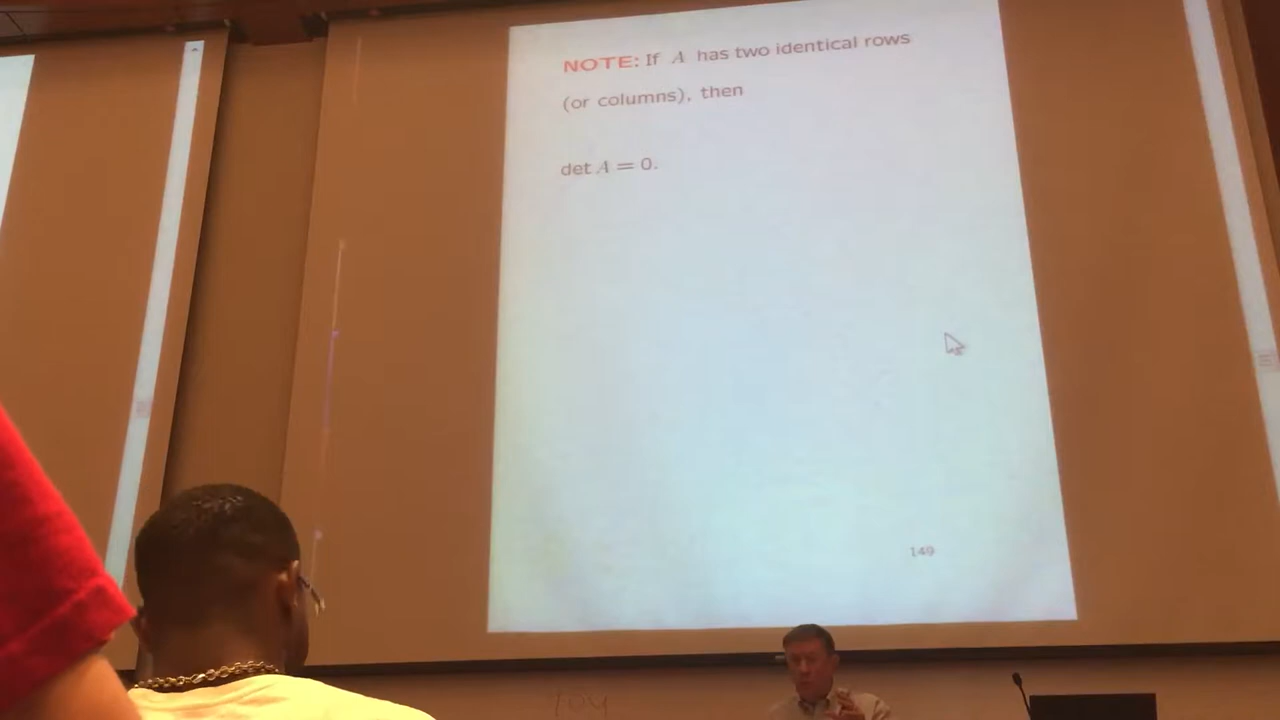 NOTE: If A has two identical rows
(or columns), then
det A = 0.
149